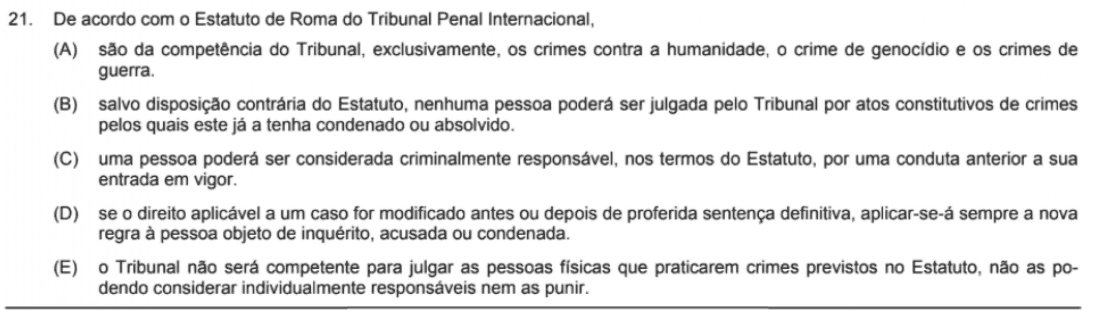 21. De acordo com o Estatuto de Roma do Tribunal Penal Internacional,
(A) são da competência do Tribunal, exclusivamente, os crimes contra a humanidade, o crime de genocídio e os crimes de
guerra.
(B) salvo disposição contrária do Estatuto, nenhuma pessoa poderá ser julgada pelo Tribunal por atos constitutivos de crimes
pelos quais este já a tenha condenado ou absolvido.
(C) uma pessoa poderá ser considerada criminalmente responsável, nos termos do Estatuto, por uma conduta anterior a sua
entrada em vigor.
(D) se o direito aplicável a um caso for modificado antes ou depois de proferida sentença definitiva, aplicar-se-á sempre a nova
regra à pessoa objeto de inquérito, acusada ou condenada.
(E) o Tribunal não será competente para julgar as pessoas físicas que praticarem crimes previstos no Estatuto, não as po-
dendo considerar individualmente responsáveis nem as punir.